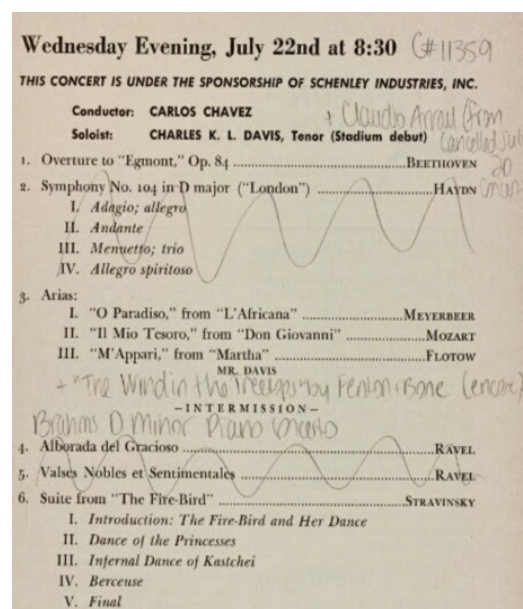 Wednesday Evening, July 22nd at 8:30 C#11359
THIS CONCERT IS UNDER THE SPONSORSHIP OF SCHENLEY INDUSTRIES, INC.
Conductor: CARLOS CHAVEZ + Claudio Arrau (from
Soloist: CHARLES K. L. DAVIS, Tenor (Stadium debut) Cancelled July
1. Overture to "Egmont," Op. 84 ........ BEETHOVEN 20
2. Symphony No. 104 in D major ("London") ........ HAYDN
I. Adagio; allegro
II. Andante
III. Menuetto; trio
IV. Allegro spiritoso
3. Arias:
I. "O Paradiso," from "L'Africana" ........ MEYERBEER
II. "Il Mio Tesoro," from "Don Giovanni" ........ MOZART
III. "M'Appari," from "Martha" ........ FLOTOW
MR. DAVIS
+ "The Wind in the Treetops" by Fenton + Bone (encore)
–INTERMISSION–
Brahms D Minor Piano Concerto
4. Alborada del Gracioso ........ RAVEL
5. Valses Nobles et Sentimentales ........ RAVEL
6. Suite from "The Fire-Bird" ........ STRAVINSKY
I. Introduction: The Fire-Bird and Her Dance
II. Dance of the Princesses
III. Infernal Dance of Kastchei
IV. Berceuse
V. Final